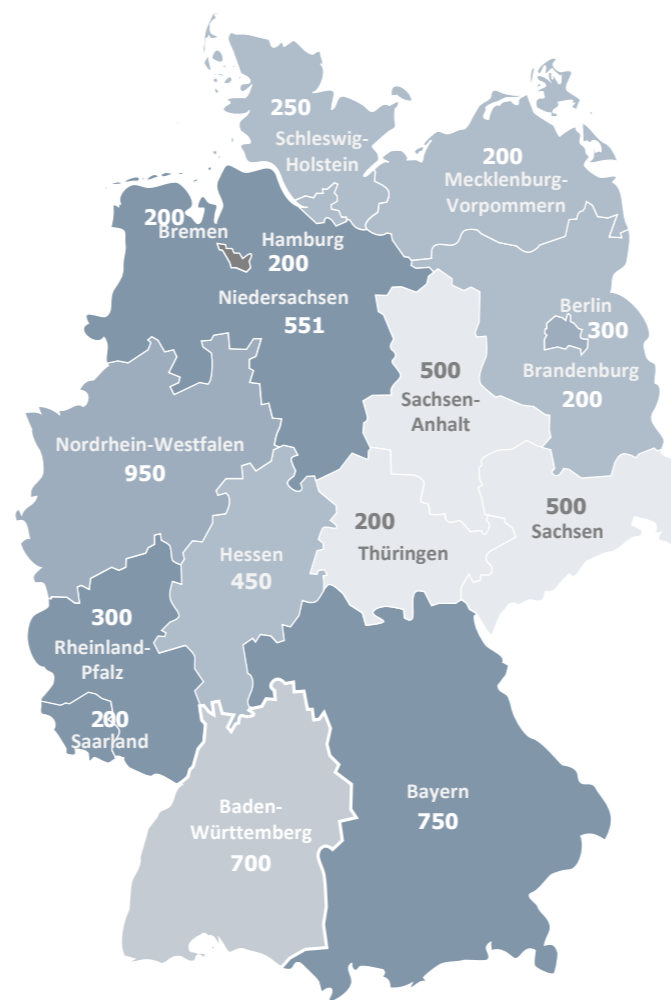 250
Schleswig-
Holstein
200
Mecklenburg-
Vorpommern
200
Bremen
Hamburg
200
Niedersachsen
551
Berlin
300
Brandenburg
200
500
Sachsen-
Anhalt
Nordrhein-Westfalen
950
500
Sachsen
200
Thüringen
Hessen
450
300
Rheinland-
Pfalz
200
Saarland
Bayern
750
Baden-
Württemberg
700